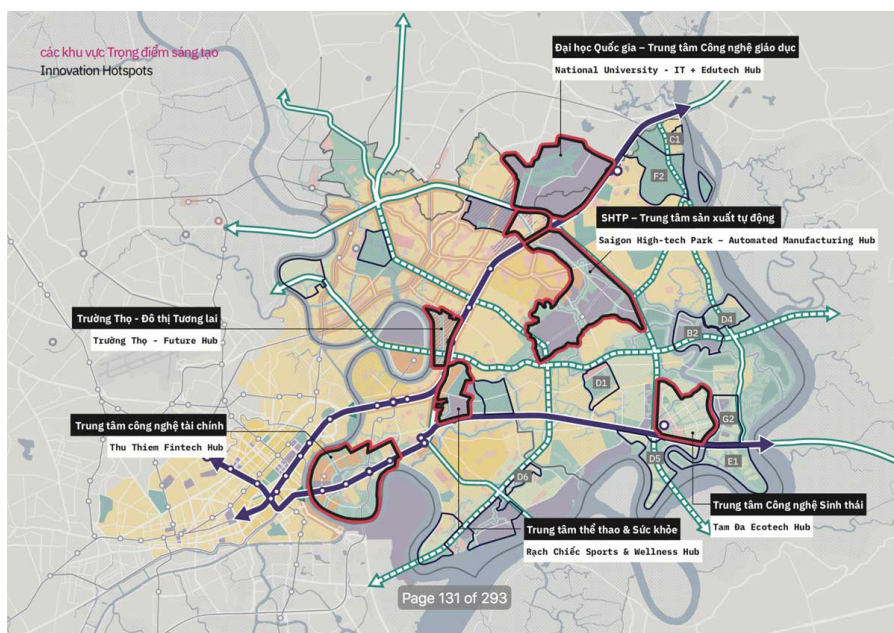 các khu vực Trọng điểm sáng tạo
Innovation Hotspots
Đại học Quốc gia – Trung tâm Công nghệ giáo dục
National University - IT + Edutech Hub
C1
F2
SHTP – Trung tâm sản xuất tự động
Saigon High-tech Park – Automated Manufacturing Hub
Trường Thọ - Đô thị Tương lai
Trường Thọ - Future Hub
D4
B2
D1
Trung tâm công nghệ tài chính
Thu Thiem Fintech Hub
G2
D5
E1
D6
Trung tâm Công nghệ Sinh thái
Tam Đa Ecotech Hub
Trung tâm thể thao & Sức khỏe
Rạch Chiếc Sports & Wellness Hub
Page 131 of 293